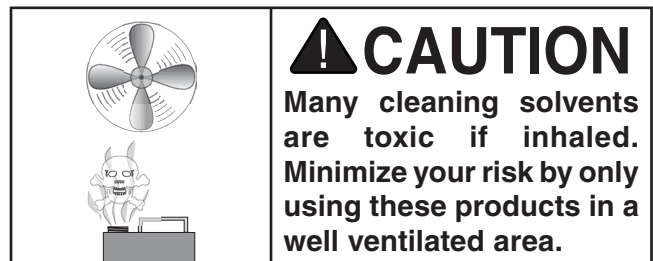 CAUTION
Many cleaning solvents
are toxic if inhaled.
Minimize your risk by only
using these products in a
well ventilated area.